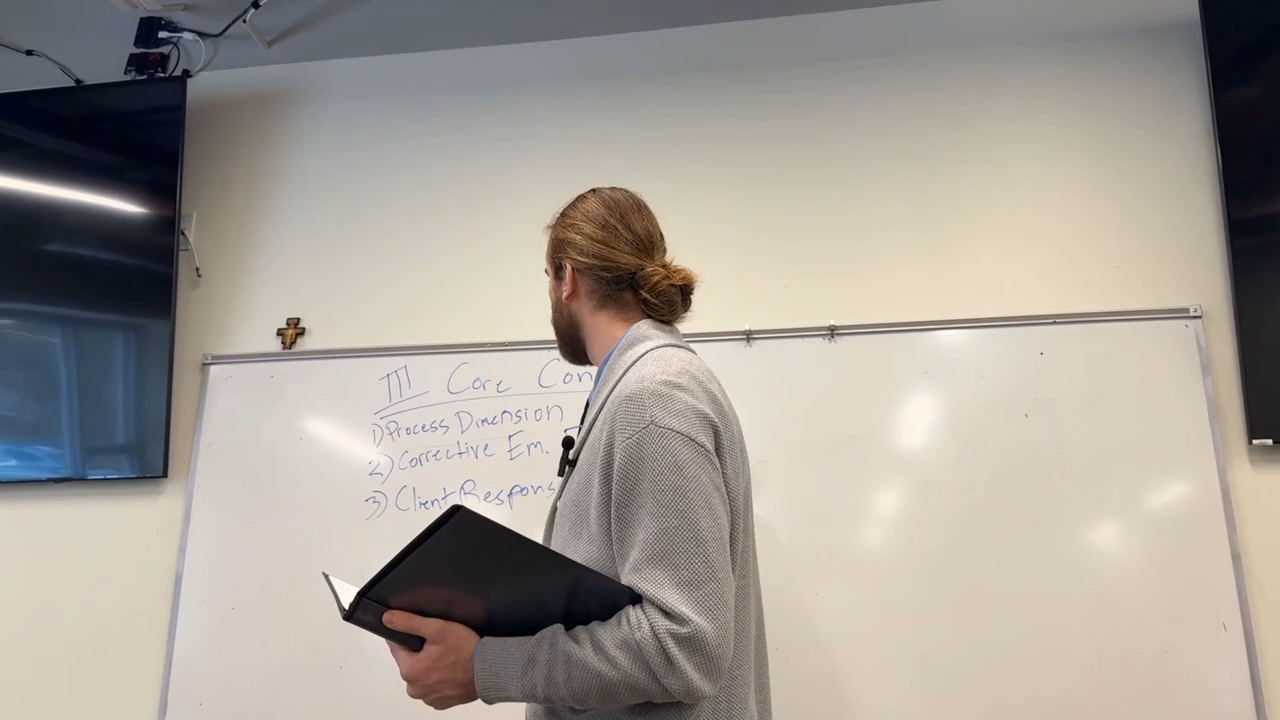 III Core Con
1) Process Dimension
2) Corrective Em.
3) Client Respons